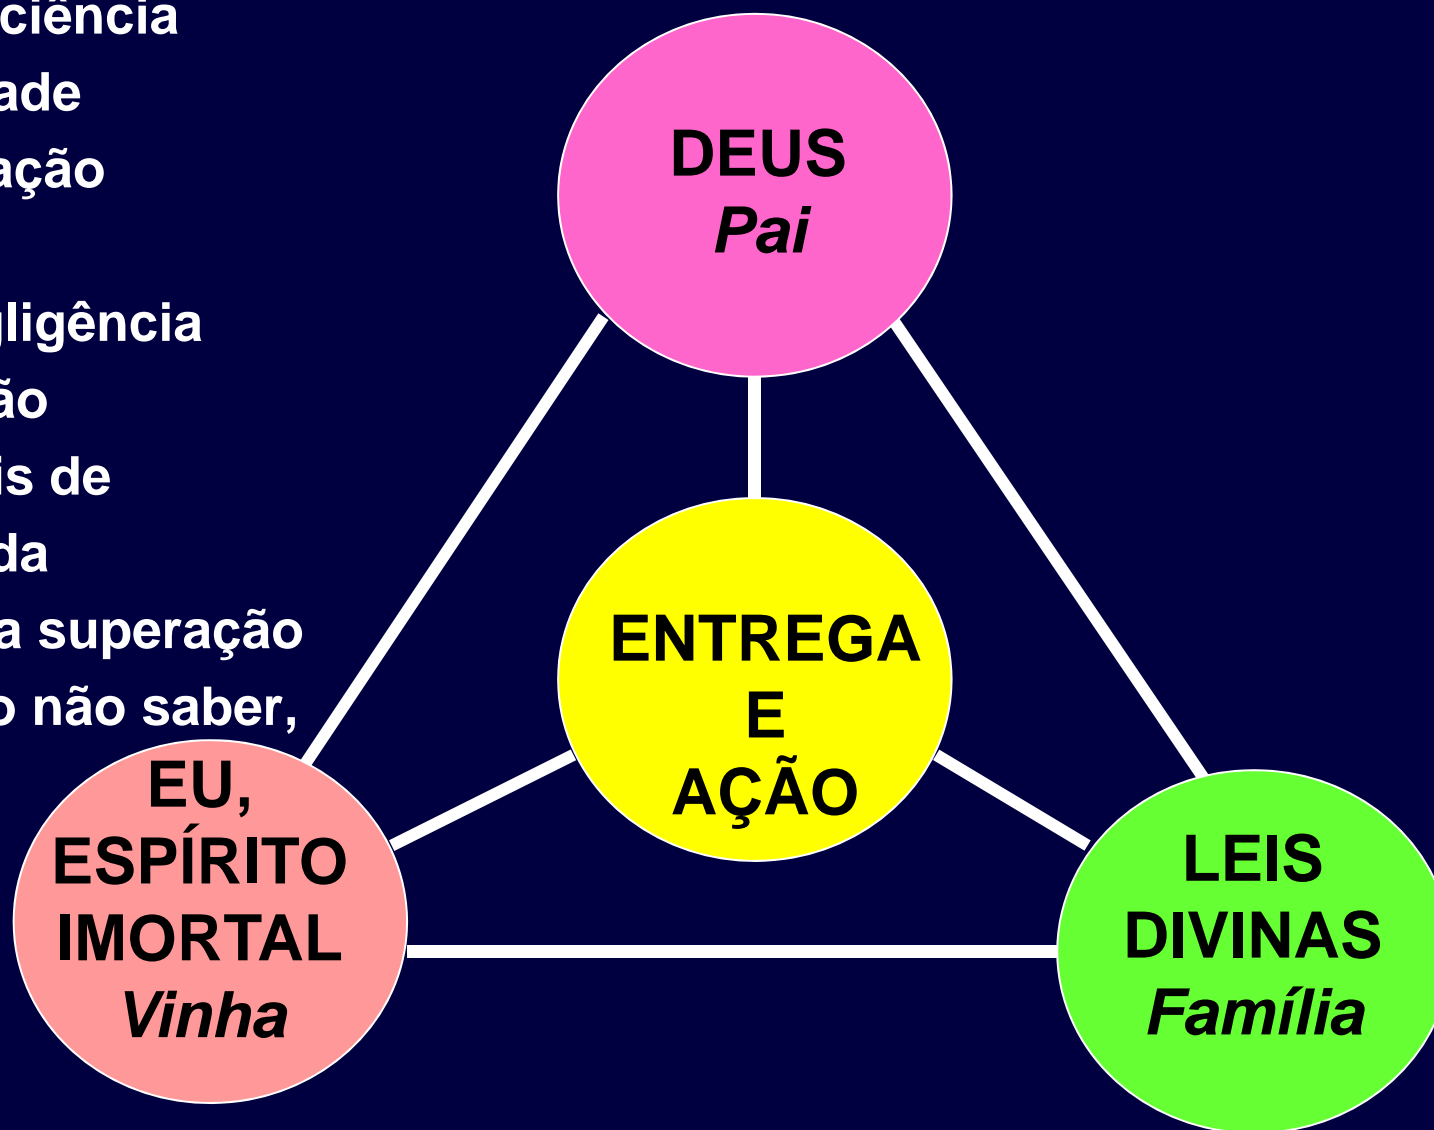 ciência
ade
ação
gligência
ão
is de
da
a superação
o não saber,
DEUS
Pai
ENTREGA
E
AÇÃO
EU,
ESPÍRITO
IMORTAL
Vinha
LEIS
DIVINAS
Família